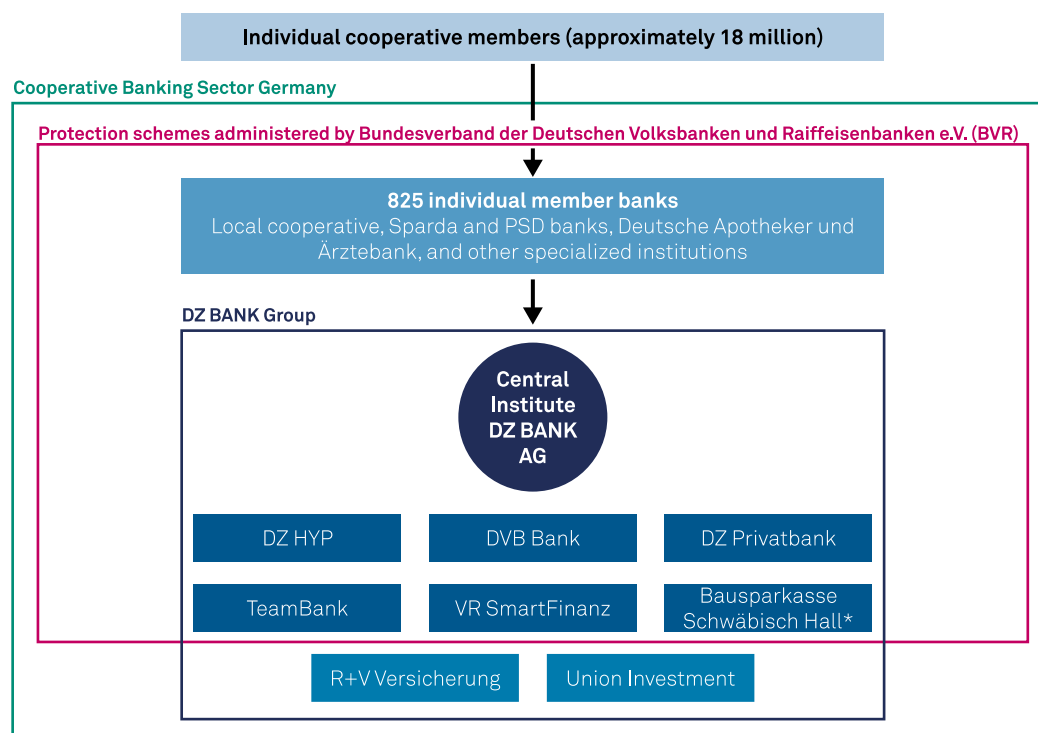 Individual cooperative members (approximately 18 million)
Cooperative Banking Sector Germany
Protection schemes administered by Bundesverband der Deutschen Volksbanken und Raiffeisenbanken e.V. (BVR)
825 individual member banks
Local cooperative, Sparda and PSD banks, Deutsche Apotheker und
Ärztebank, and other specialized institutions
DZ BANK Group
Central
Institute
DZ BANK
AG
DZ HYP
DVB Bank
DZ Privatbank
TeamBank
VR SmartFinanz
Bausparkasse
Schwäbisch Hall*
R+V Versicherung
Union Investment